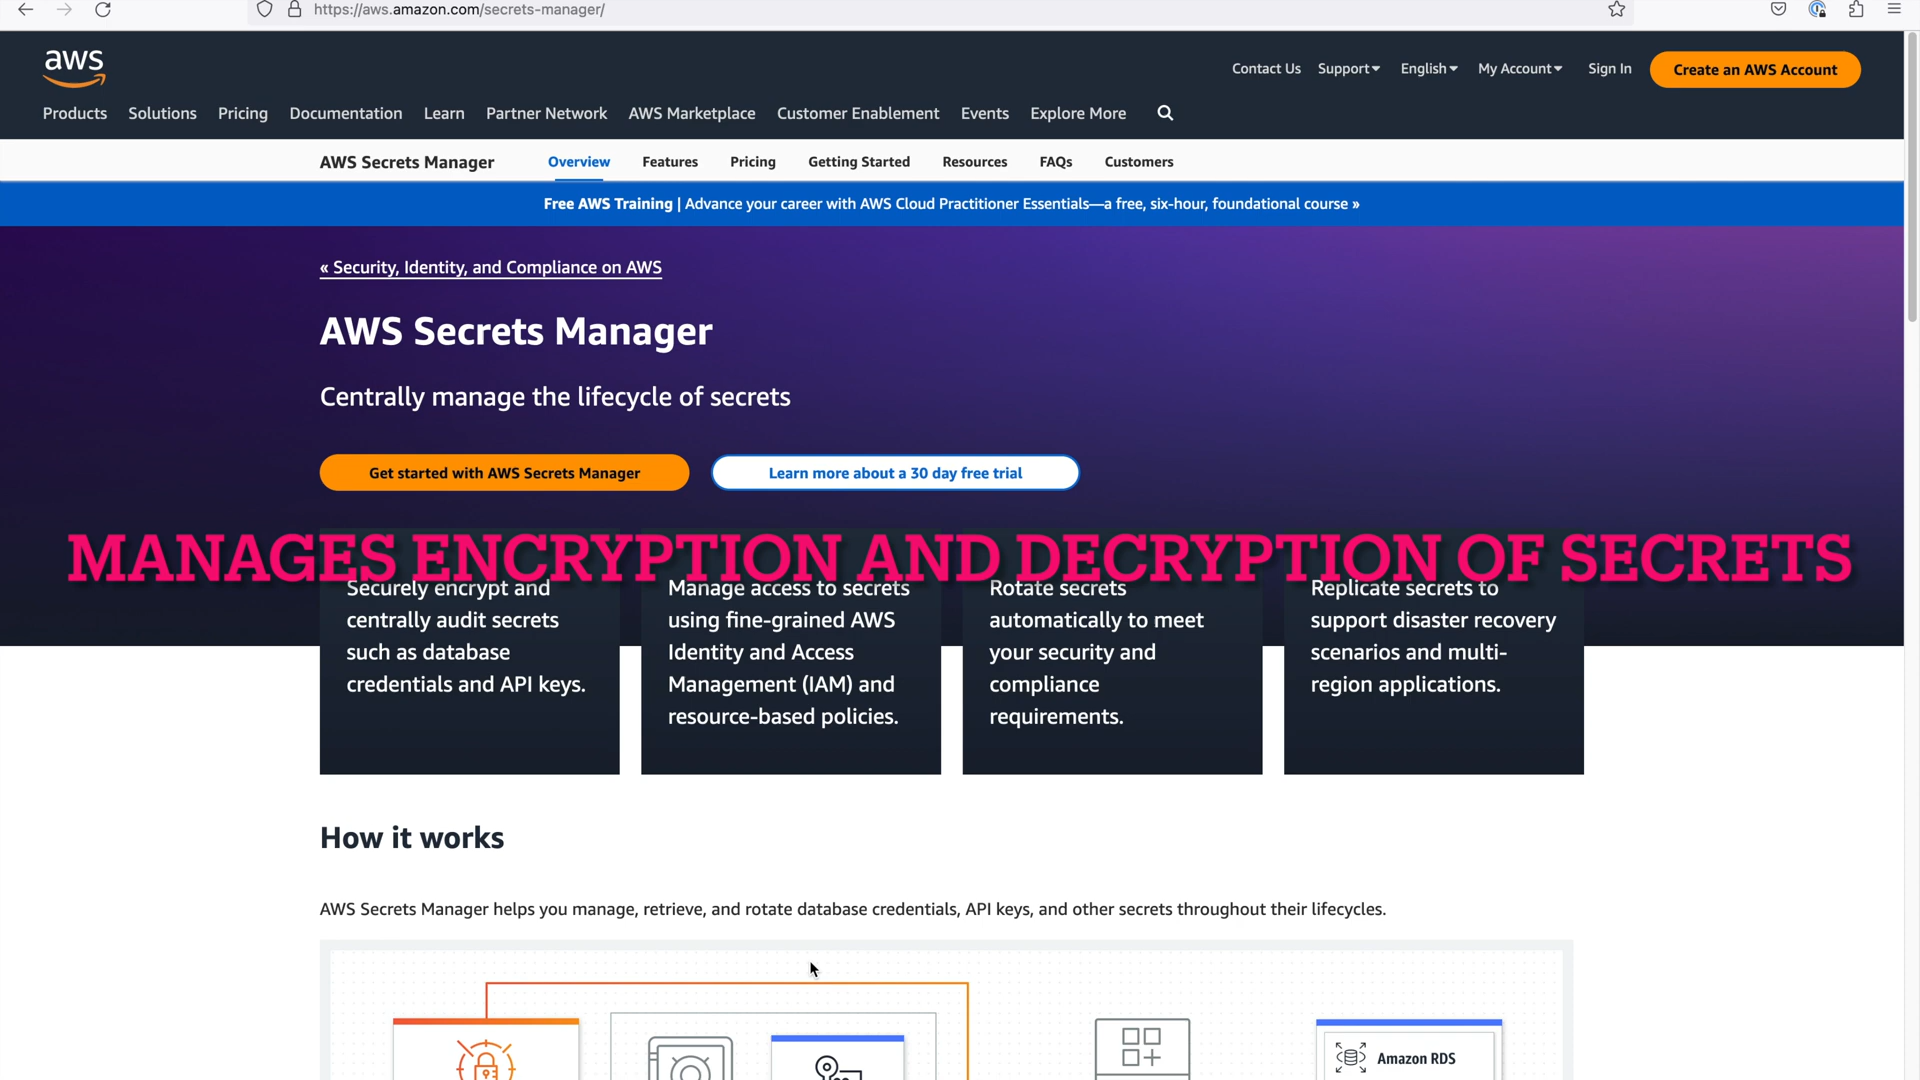 https://aws.amazon.com/secrets-manager/
aws
Contact Us Support English My Account Sign In Create an AWS Account
Products Solutions Pricing Documentation Learn Partner Network AWS Marketplace Customer Enablement Events Explore More
AWS Secrets Manager Overview Features Pricing Getting Started Resources FAQs Customers
Free AWS Training | Advance your career with AWS Cloud Practitioner Essentials—a free, six-hour, foundational course »
« Security, Identity, and Compliance on AWS
AWS Secrets Manager
Centrally manage the lifecycle of secrets
Get started with AWS Secrets Manager Learn more about a 30 day free trial
MANAGES ENCRYPTION AND DECRYPTION OF SECRETS
Securely encrypt and
centrally audit secrets
such as database
credentials and API keys.
Manage access to secrets
using fine-grained AWS
Identity and Access
Management (IAM) and
resource-based policies.
Rotate secrets
automatically to meet
your security and
compliance
requirements.
Replicate secrets to
support disaster recovery
scenarios and multi-
region applications.
How it works
AWS Secrets Manager helps you manage, retrieve, and rotate database credentials, API keys, and other secrets throughout their lifecycles.
Amazon RDS